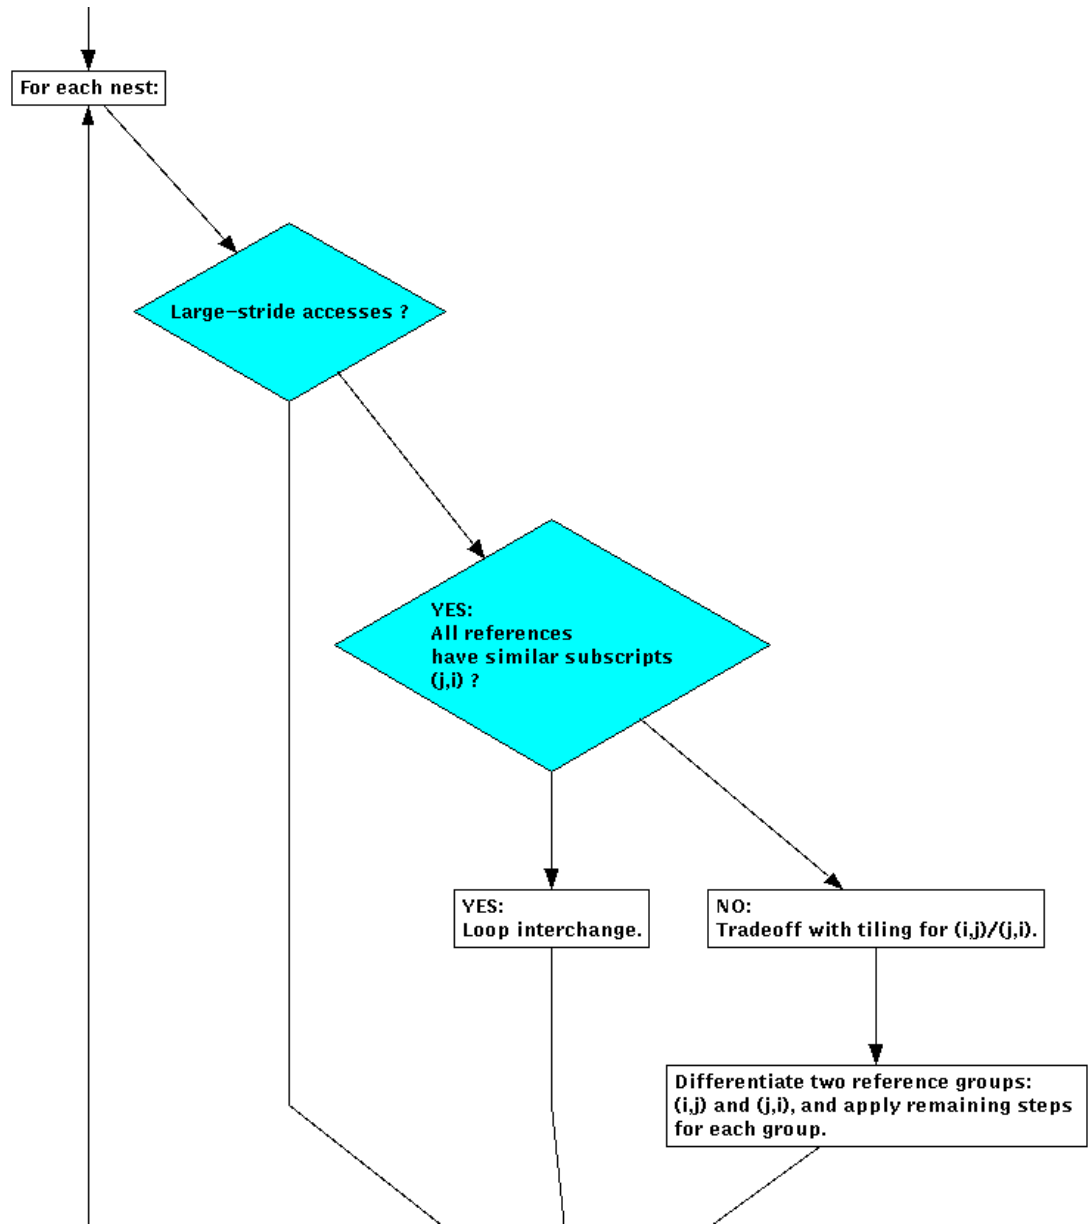 For each nest:
Large−stride accesses ?
YES:
All references
have similar subscripts
(j,i) ?
YES:
Loop interchange.
NO:
Tradeoff with tiling for (i,j)/(j,i).
Differentiate two reference groups:
(i,j) and (j,i), and apply remaining steps
for each group.